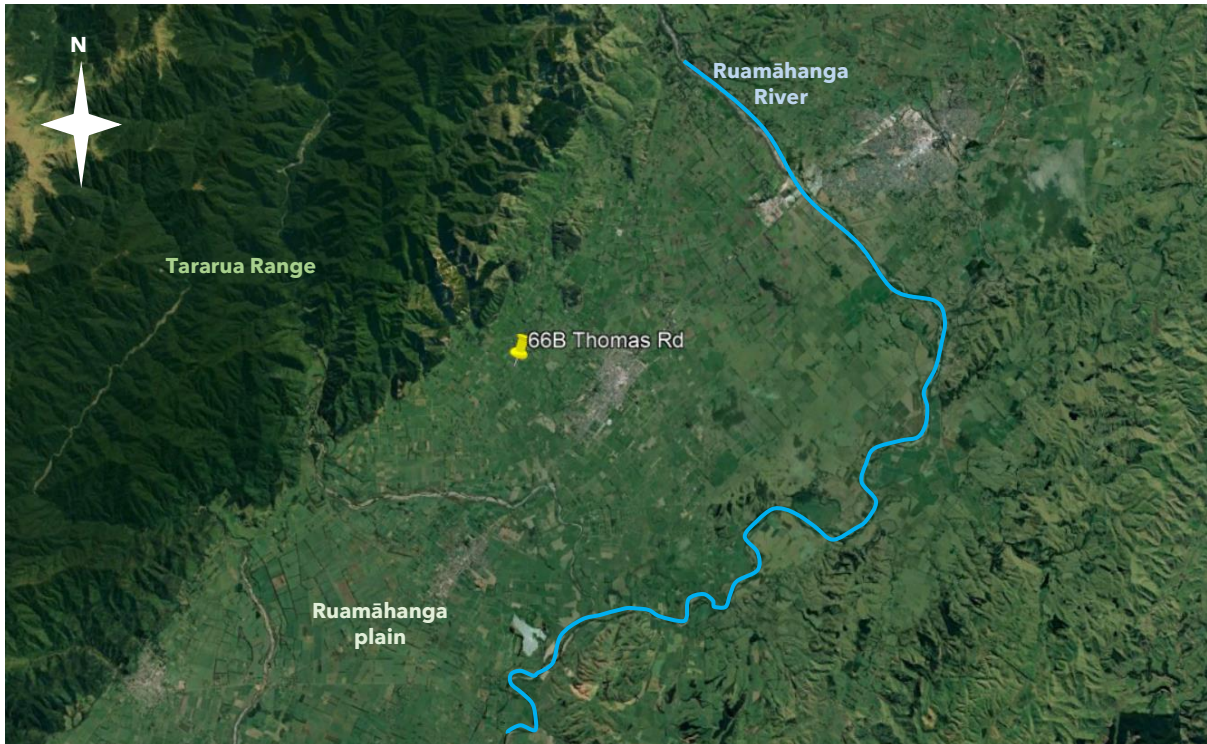 N
Ruamāhanga
River
Tararua Range
66B Thomas Rd
Ruamāhanga
plain